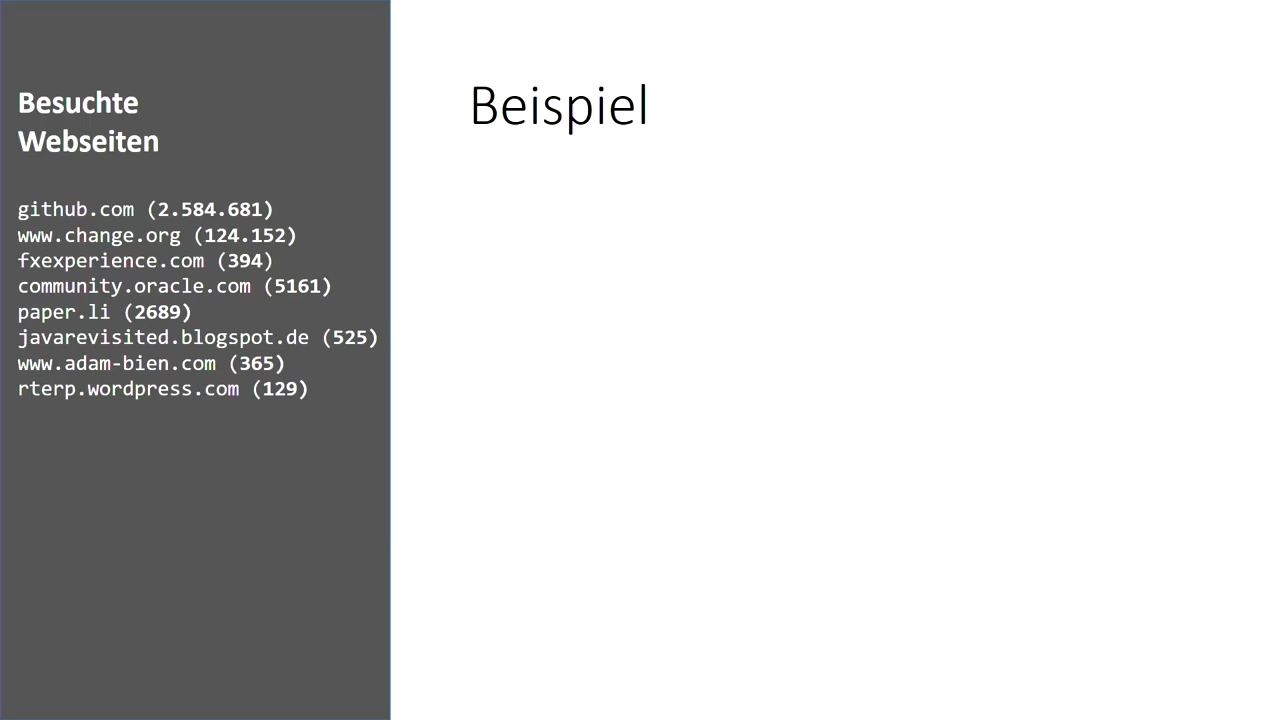 Besuchte
Webseiten
github.com (2.584.681)
www.change.org (124.152)
fxexperience.com (394)
community.oracle.com (5161)
paper.li (2689)
javarevisited.blogspot.de (525)
www.adam-bien.com (365)
rterp.wordpress.com (129)
Beispiel